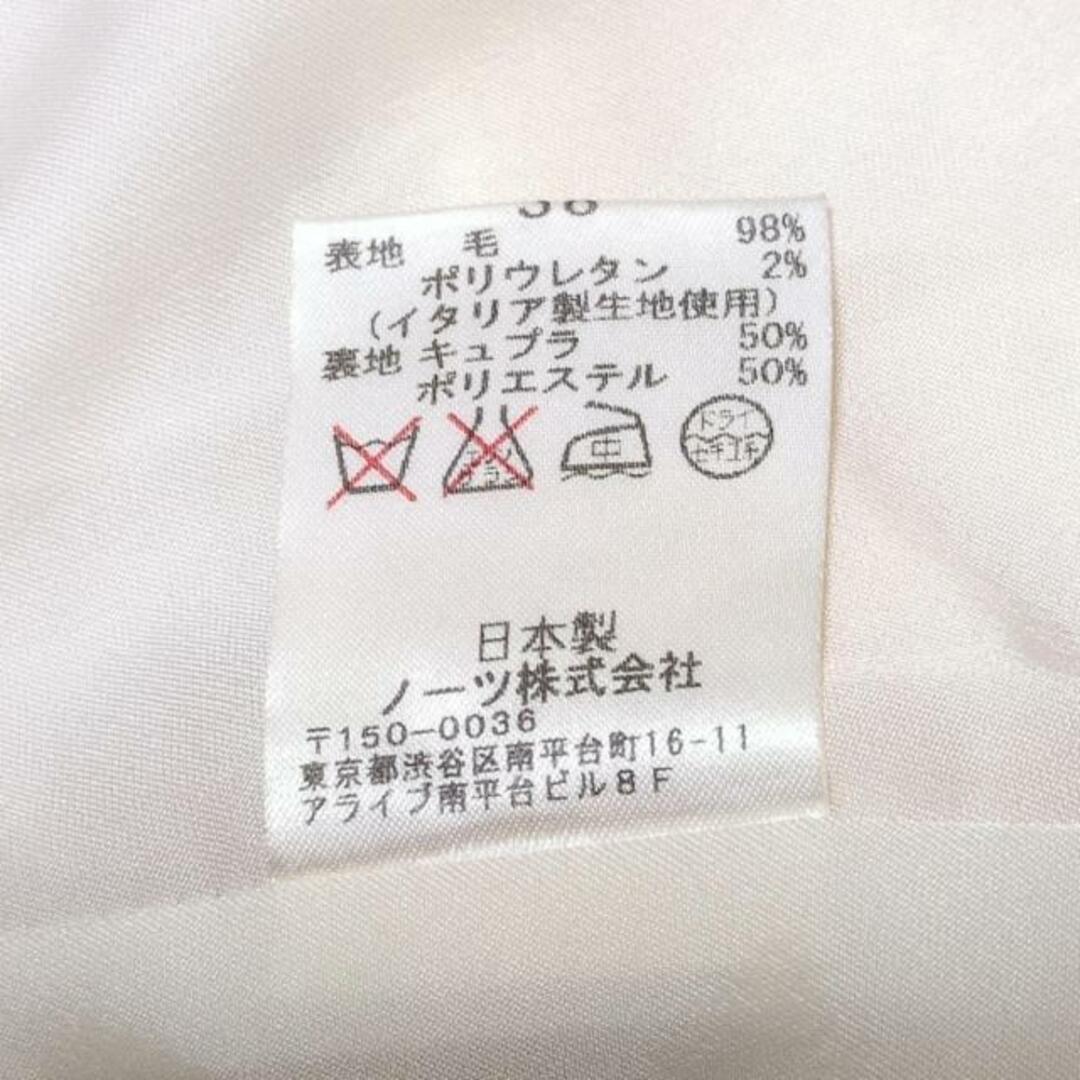 38
表地 毛 98%
ポリウレタン 2%
(イタリア製生地使用)
裏地 キュプラ 50%
ポリエステル 50%
エンソ
サラシ
中
ドライ
セキユ系
日本製
ノーツ株式会社
〒150-0036
東京都渋谷区南平台町16-11
アライブ南平台ビル8F